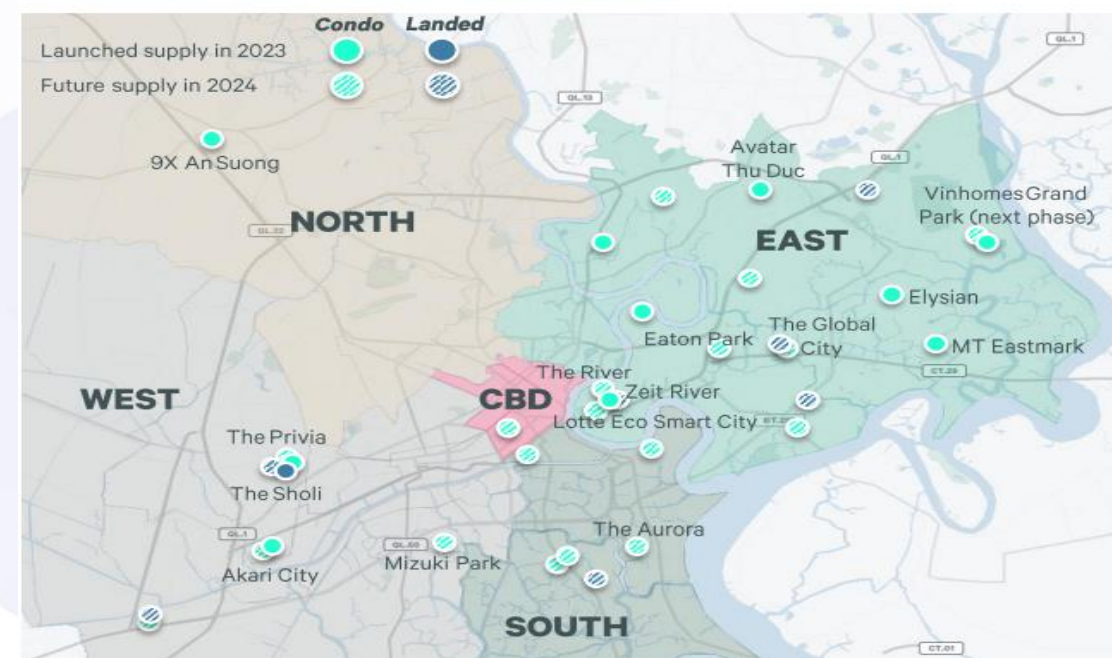 Condo Landed
Launched supply in 2023
Future supply in 2024
QL.1
QL.13
9X An Suong
Avatar
Thu Duc
QL.1
Vinhomes Grand
Park (next phase)
NORTH
QL.22
EAST
Elysian
Eaton Park
The Global
City
MT Eastmark
CT.29
The River
WEST
CBD
Zeit River
Lotte Eco Smart City
The Privia
The Sholi
QL.1
QL.50
The Aurora
Mizuki Park
Akari City
SOUTH
CT.01